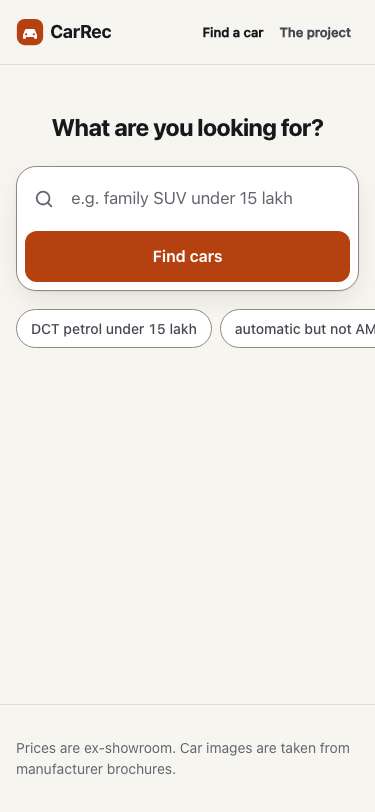 CarRec
Find a car
The project
What are you looking for?
e.g. family SUV under 15 lakh
Find cars
DCT petrol under 15 lakh
automatic but not AM
Prices are ex-showroom. Car images are taken from
manufacturer brochures.